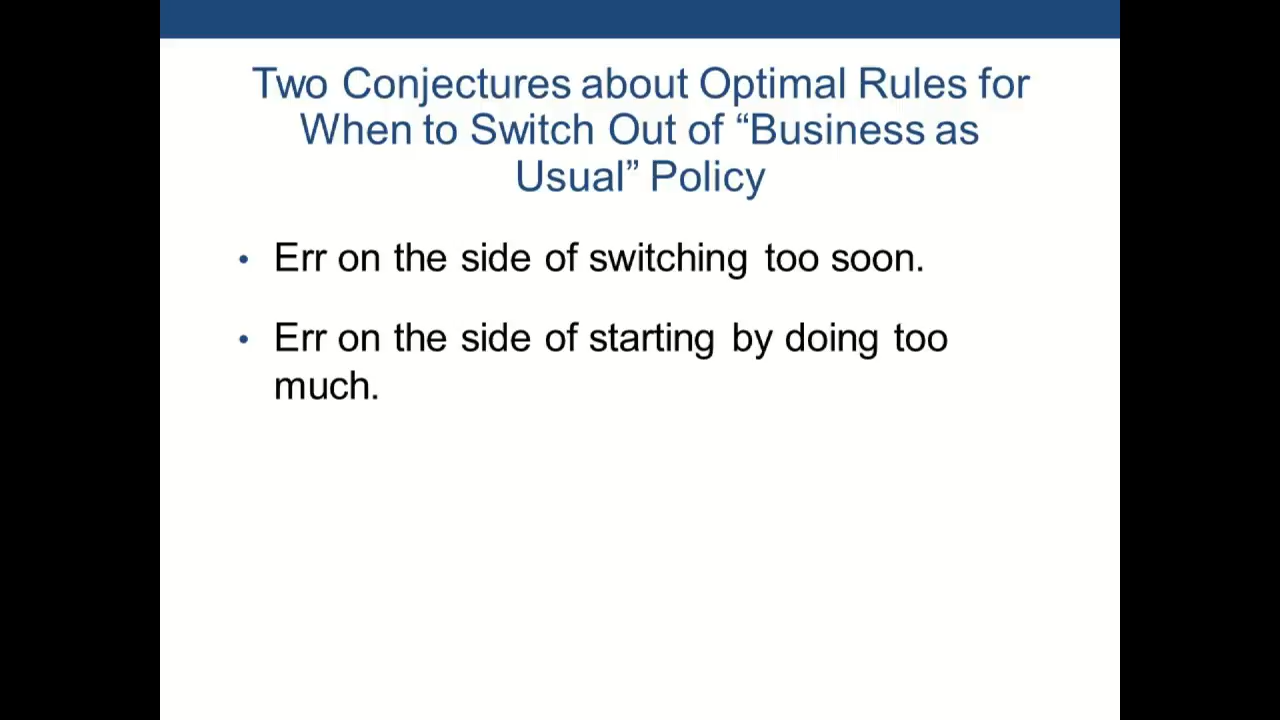 Two Conjectures about Optimal Rules for
When to Switch Out of “Business as
Usual” Policy
• Err on the side of switching too soon.
• Err on the side of starting by doing too
much.